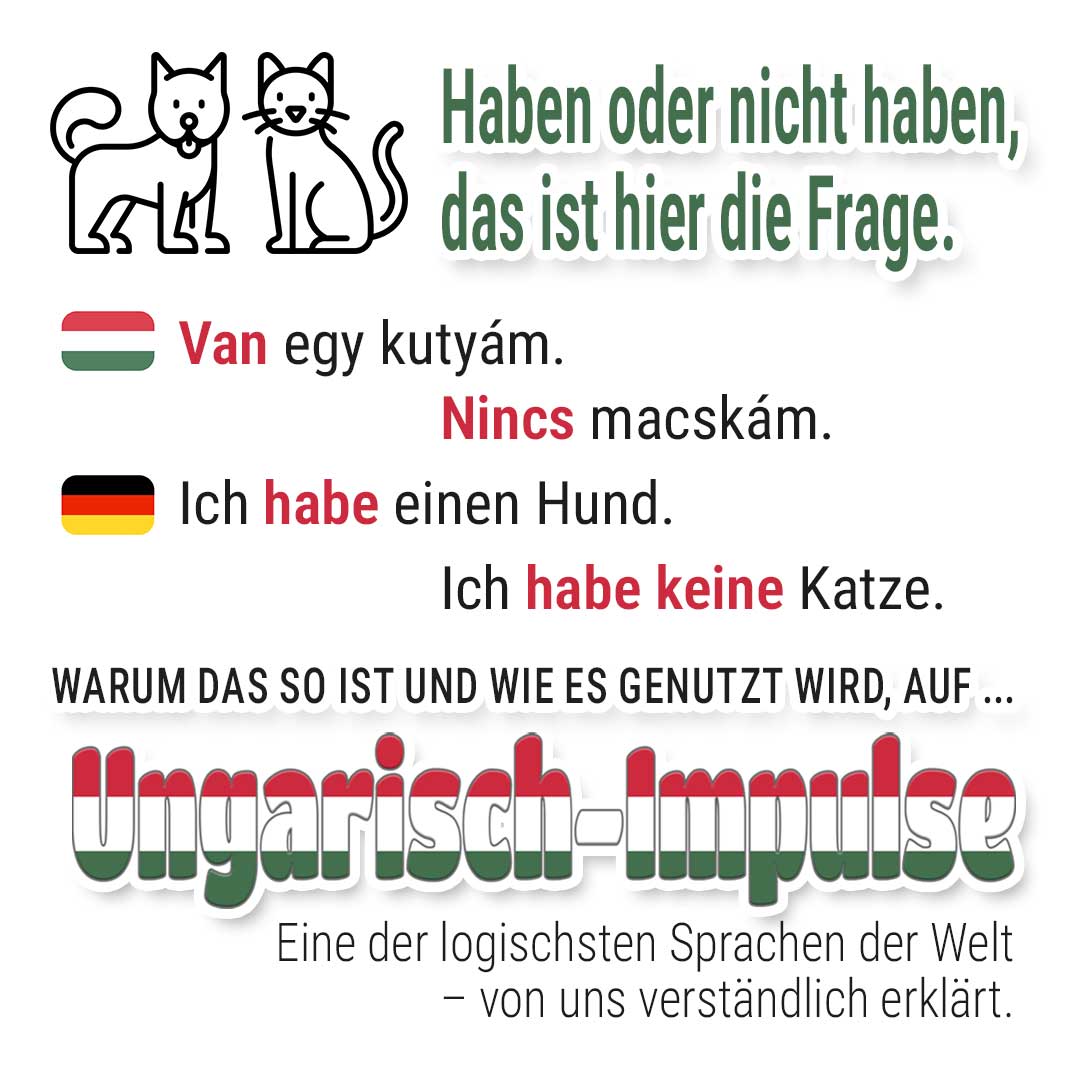 Haben oder nicht haben,
das ist hier die Frage.
Van egy kutyám.
Nincs macskám.
Ich habe einen Hund.
Ich habe keine Katze.
WARUM DAS SO IST UND WIE ES GENUTZT WIRD, AUF ...
Ungarisch-Impulse
Eine der logischsten Sprachen der Welt
– von uns verständlich erklärt.